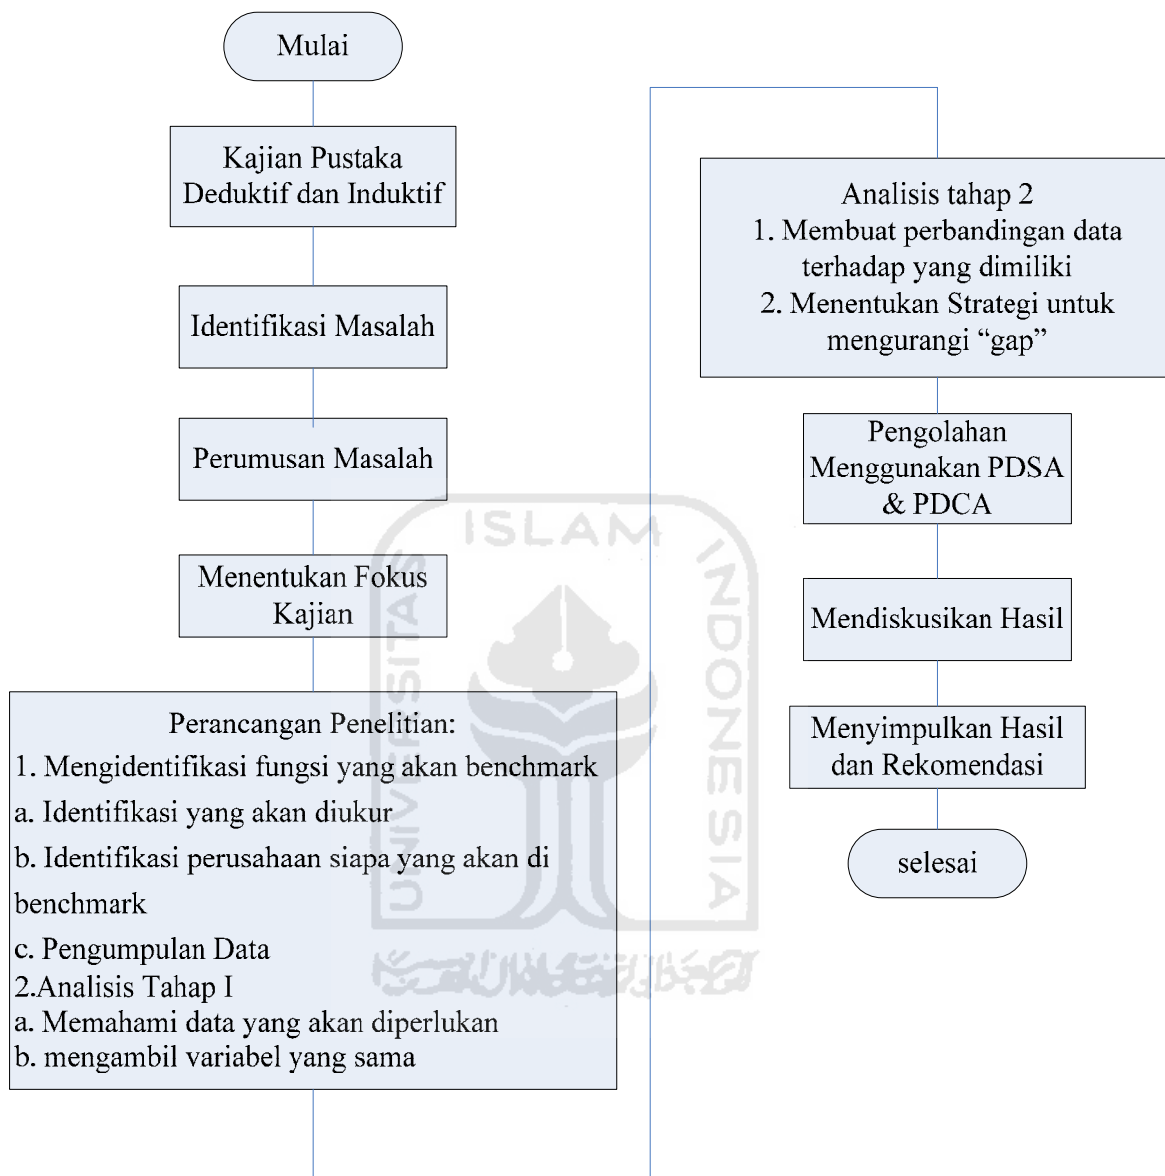 Mulai
Kajian Pustaka
Deduktif dan Induktif
Identifikasi Masalah
Perumusan Masalah
Menentukan Fokus
Kajian
Perancangan Penelitian:
1. Mengidentifikasi fungsi yang akan benchmark
a. Identifikasi yang akan diukur
b. Identifikasi perusahaan siapa yang akan di
benchmark
c. Pengumpulan Data
2.Analisis Tahap I
a. Memahami data yang akan diperlukan
b. mengambil variabel yang sama
Analisis tahap 2
1. Membuat perbandingan data
terhadap yang dimiliki
2. Menentukan Strategi untuk
mengurangi “gap”
Pengolahan
Menggunakan PDSA
& PDCA
Mendiskusikan Hasil
Menyimpulkan Hasil
dan Rekomendasi
selesai
UNIVERSITAS
ISLAM
INDONESIA